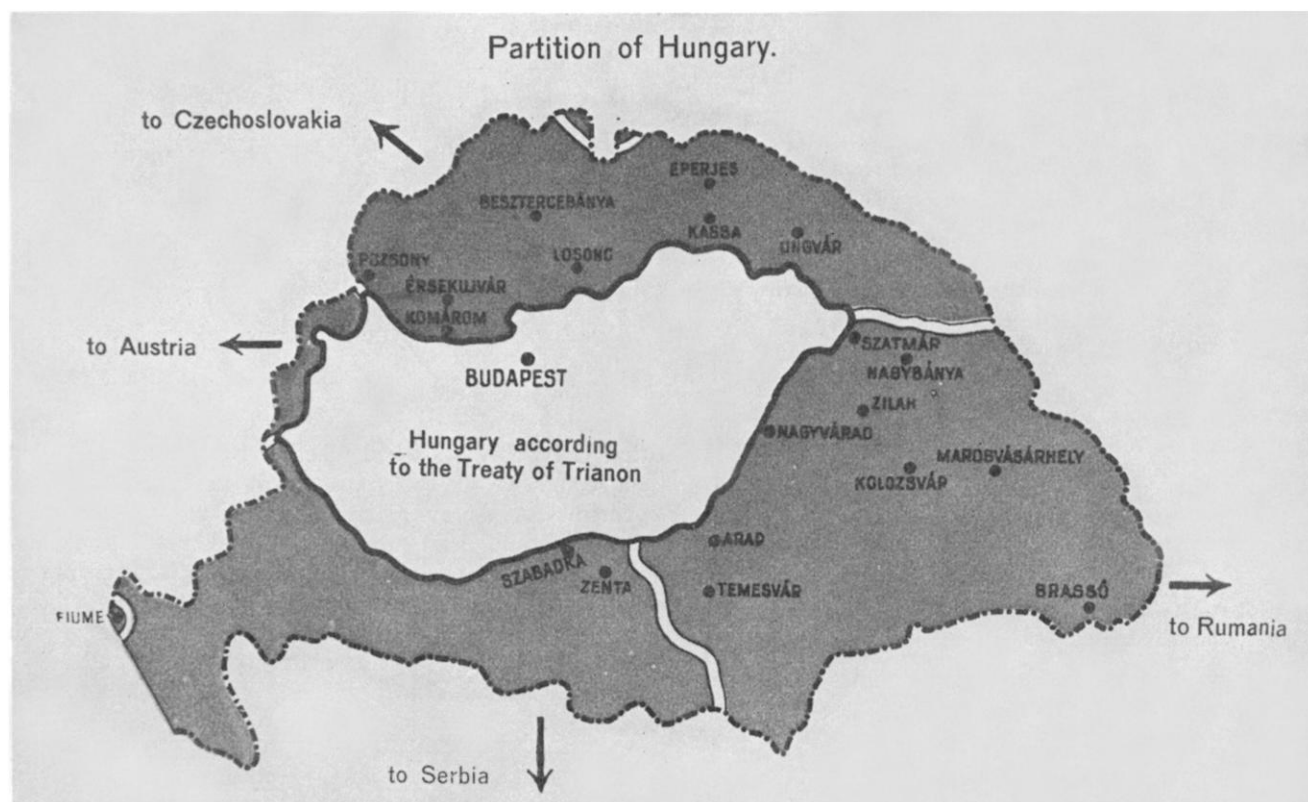 Partition of Hungary.
to Czechoslovakia
EPERJES
BESZTERCEBÁNYA
KASSA
UNGVÁR
LOSONC
POZSONY
ÉRSEKUJVÁR
KOMÁROM
to Austria
SZATMÁR
BUDAPEST
NAGYBÁNYA
ZILAH
NAGYVÁRAD
Hungary according
to the Treaty of Trianon
MAROSVÁSÁRHELY
KOLOZSVÁR
ARAD
SZABADKA
ZENTA
TEMESVÁR
BRASSÓ
FIUME
to Rumania
to Serbia